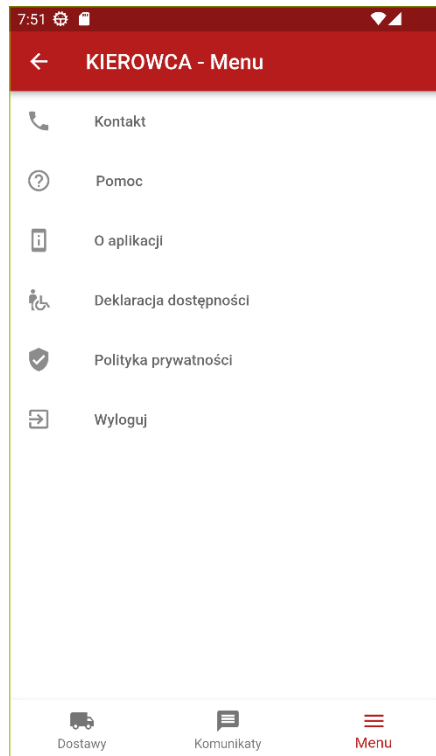 7:51
KIEROWCA - Menu
Kontakt
Pomoc
O aplikacji
Deklaracja dostępności
Polityka prywatności
Wyloguj
Dostawy
Komunikaty
Menu